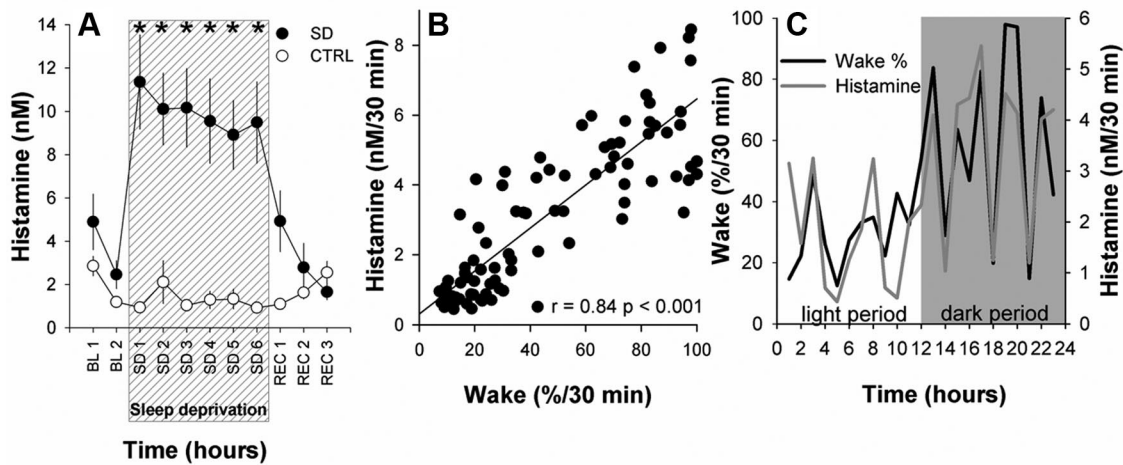 A
* * * * * *
SD
CTRL
Histamine (nM)
14
12
10
8
6
4
2
0
BL 1
BL 2
SD 1
SD 2
SD 3
SD 4
SD 5
SD 6
REC 1
REC 2
REC 3
Sleep deprivation
Time (hours)
B
Histamine (nM/30 min)
8
6
4
2
0
r = 0.84 p < 0.001
0 20 40 60 80 100
Wake (%/30 min)
C
Wake %
Histamine
Wake (%/30 min)
100
80
60
40
20
0
light period
dark period
Histamine (nM/30 min)
6
5
4
3
2
1
0
0 2 4 6 8 10 12 14 16 18 20 22 24
Time (hours)